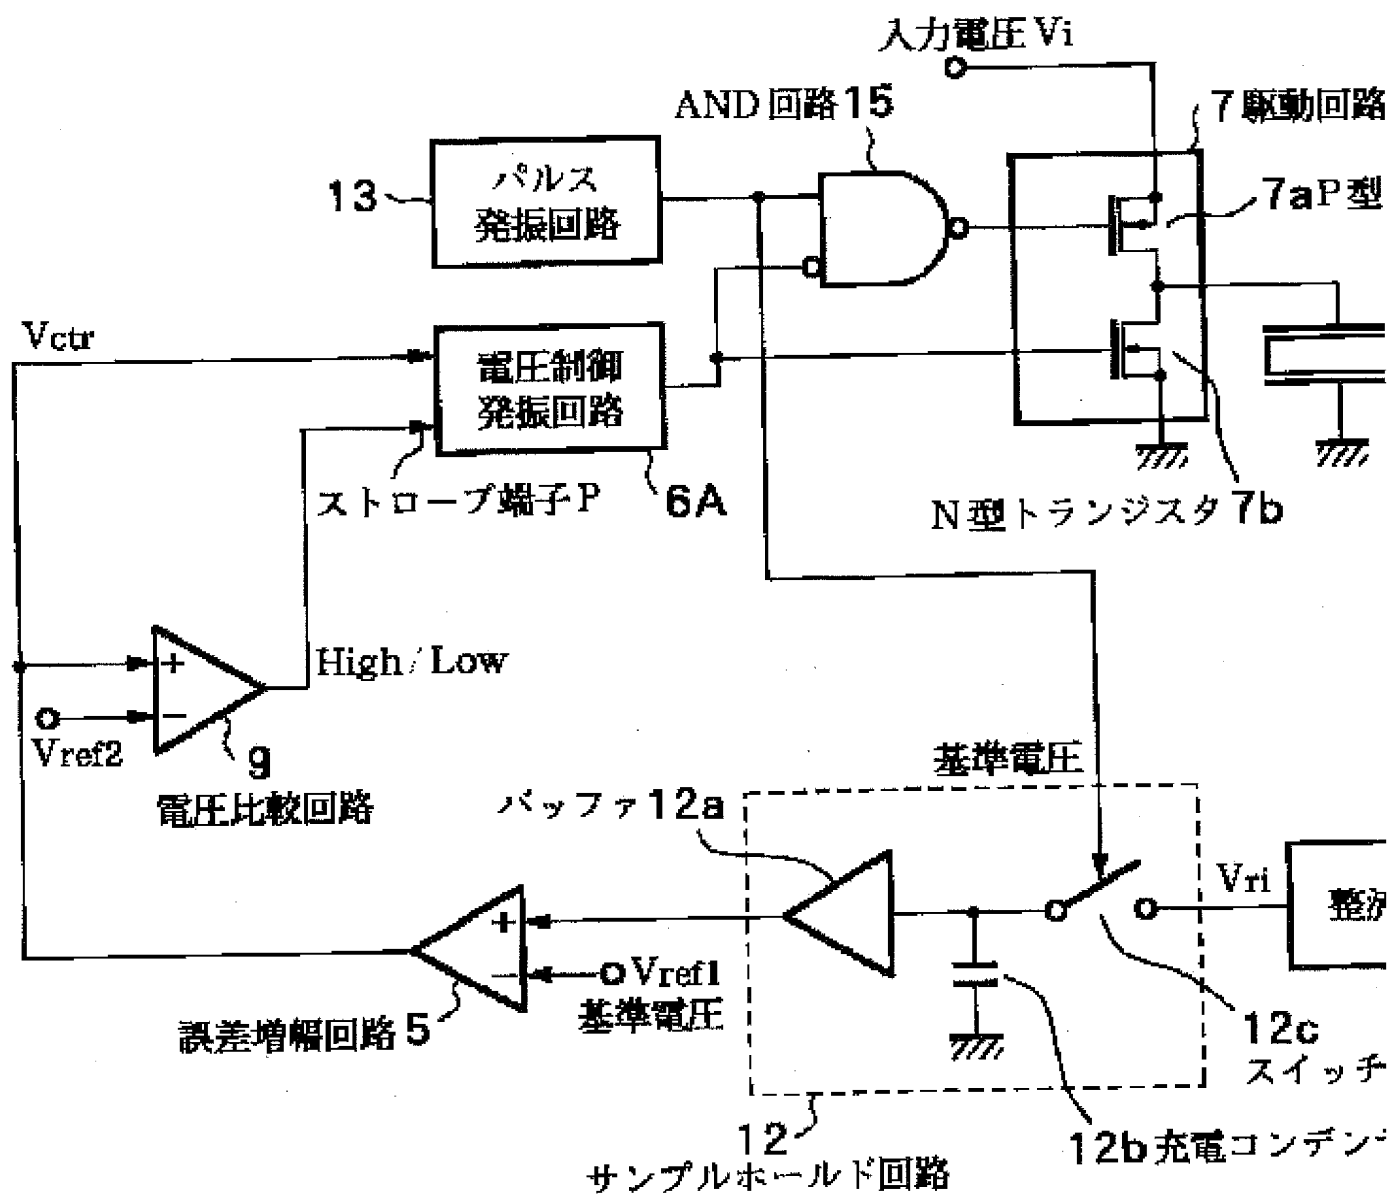 入力電圧 Vi
AND 回路 15
7 駆動回路
13
パルス
発振回路
7a P 型
Vctr
電圧制御
発振回路
ストローブ端子 P
6A
N 型トランジスタ 7b
+
High / Low
−
Vref2
9
電圧比較回路
基準電圧
バッファ 12a
Vri
+
−
Vref1
基準電圧
誤差増幅回路 5
12c
スイッチ
12
12b 充電コンデン
サンプルホールド回路